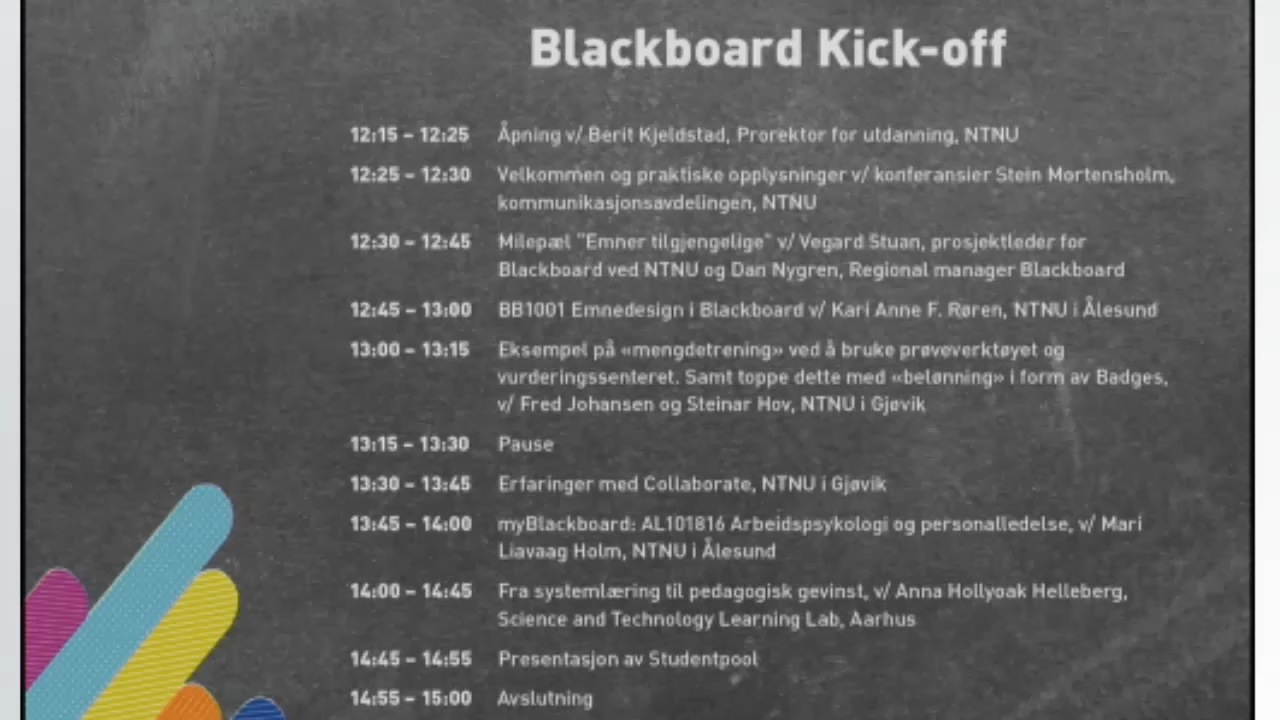 Blackboard Kick-off
12:15 – 12:25 Åpning v/ Berit Kjeldstad, Prorektor for utdanning, NTNU
12:25 – 12:30 Velkommen og praktiske opplysninger v/ konferansier Stein Mortensholm,
kommunikasjonsavdelingen, NTNU
12:30 – 12:45 Milepæl "Emner tilgjengelige" v/ Vegard Stuan, prosjektleder for
Blackboard ved NTNU og Dan Nygren, Regional manager Blackboard
12:45 – 13:00 BB1001 Emnedesign i Blackboard v/ Kari Anne F. Røren, NTNU i Ålesund
13:00 – 13:15 Eksempel på «mengdetrening» ved å bruke prøveverktøyet og
vurderingssenteret. Samt toppe dette med «belønning» i form av Badges,
v/ Fred Johansen og Steinar Hov, NTNU i Gjøvik
13:15 – 13:30 Pause
13:30 – 13:45 Erfaringer med Collaborate, NTNU i Gjøvik
13:45 – 14:00 myBlackboard: AL101816 Arbeidspsykologi og personalledelse, v/ Mari
Liavaag Holm, NTNU i Ålesund
14:00 – 14:45 Fra systemlæring til pedagogisk gevinst, v/ Anna Hollyoak Helleberg,
Science and Technology Learning Lab, Aarhus
14:45 – 14:55 Presentasjon av Studentpool
14:55 – 15:00 Avslutning